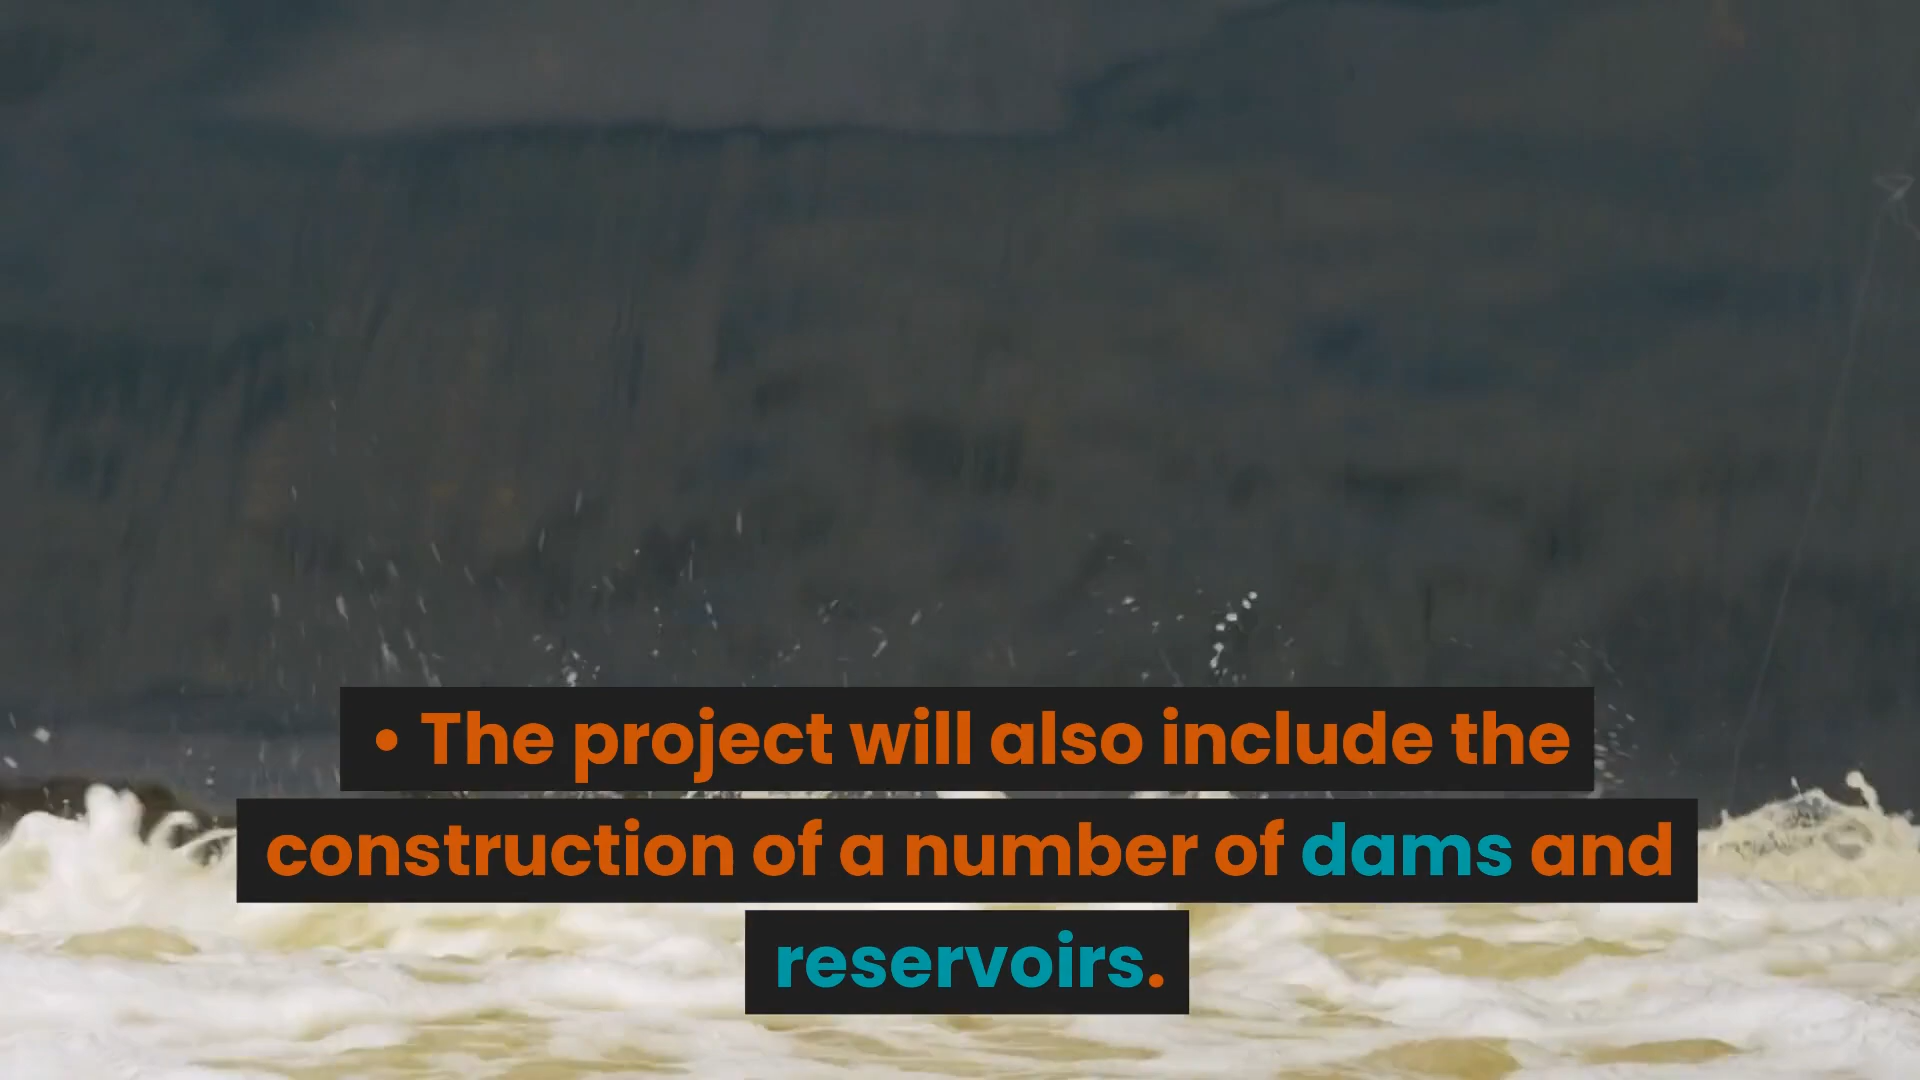 • The project will also include the
construction of a number of dams and
reservoirs.